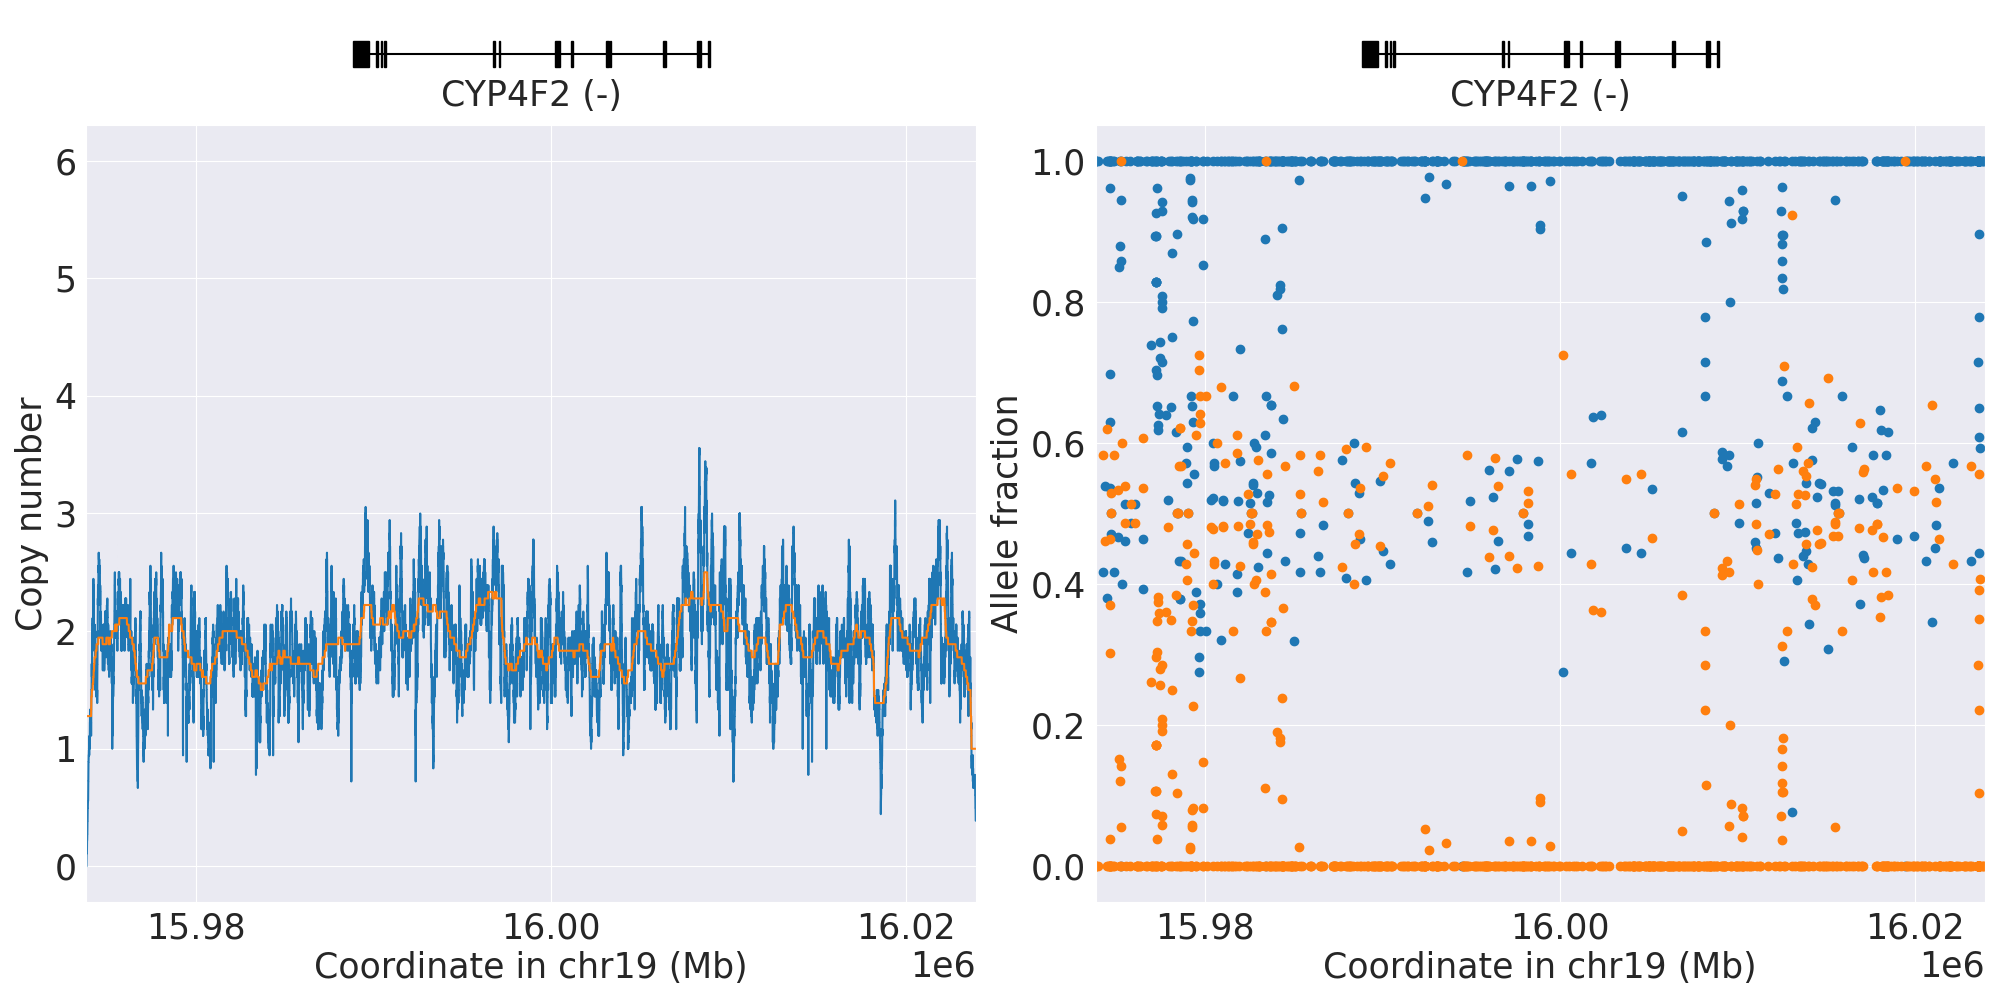 CYP4F2 (-)
6
5
4
3
2
1
0
Copy number
15.98
16.00
16.02
Coordinate in chr19 (Mb)
1e6
CYP4F2 (-)
1.0
0.8
0.6
0.4
0.2
0.0
Allele fraction
15.98
16.00
16.02
Coordinate in chr19 (Mb)
1e6